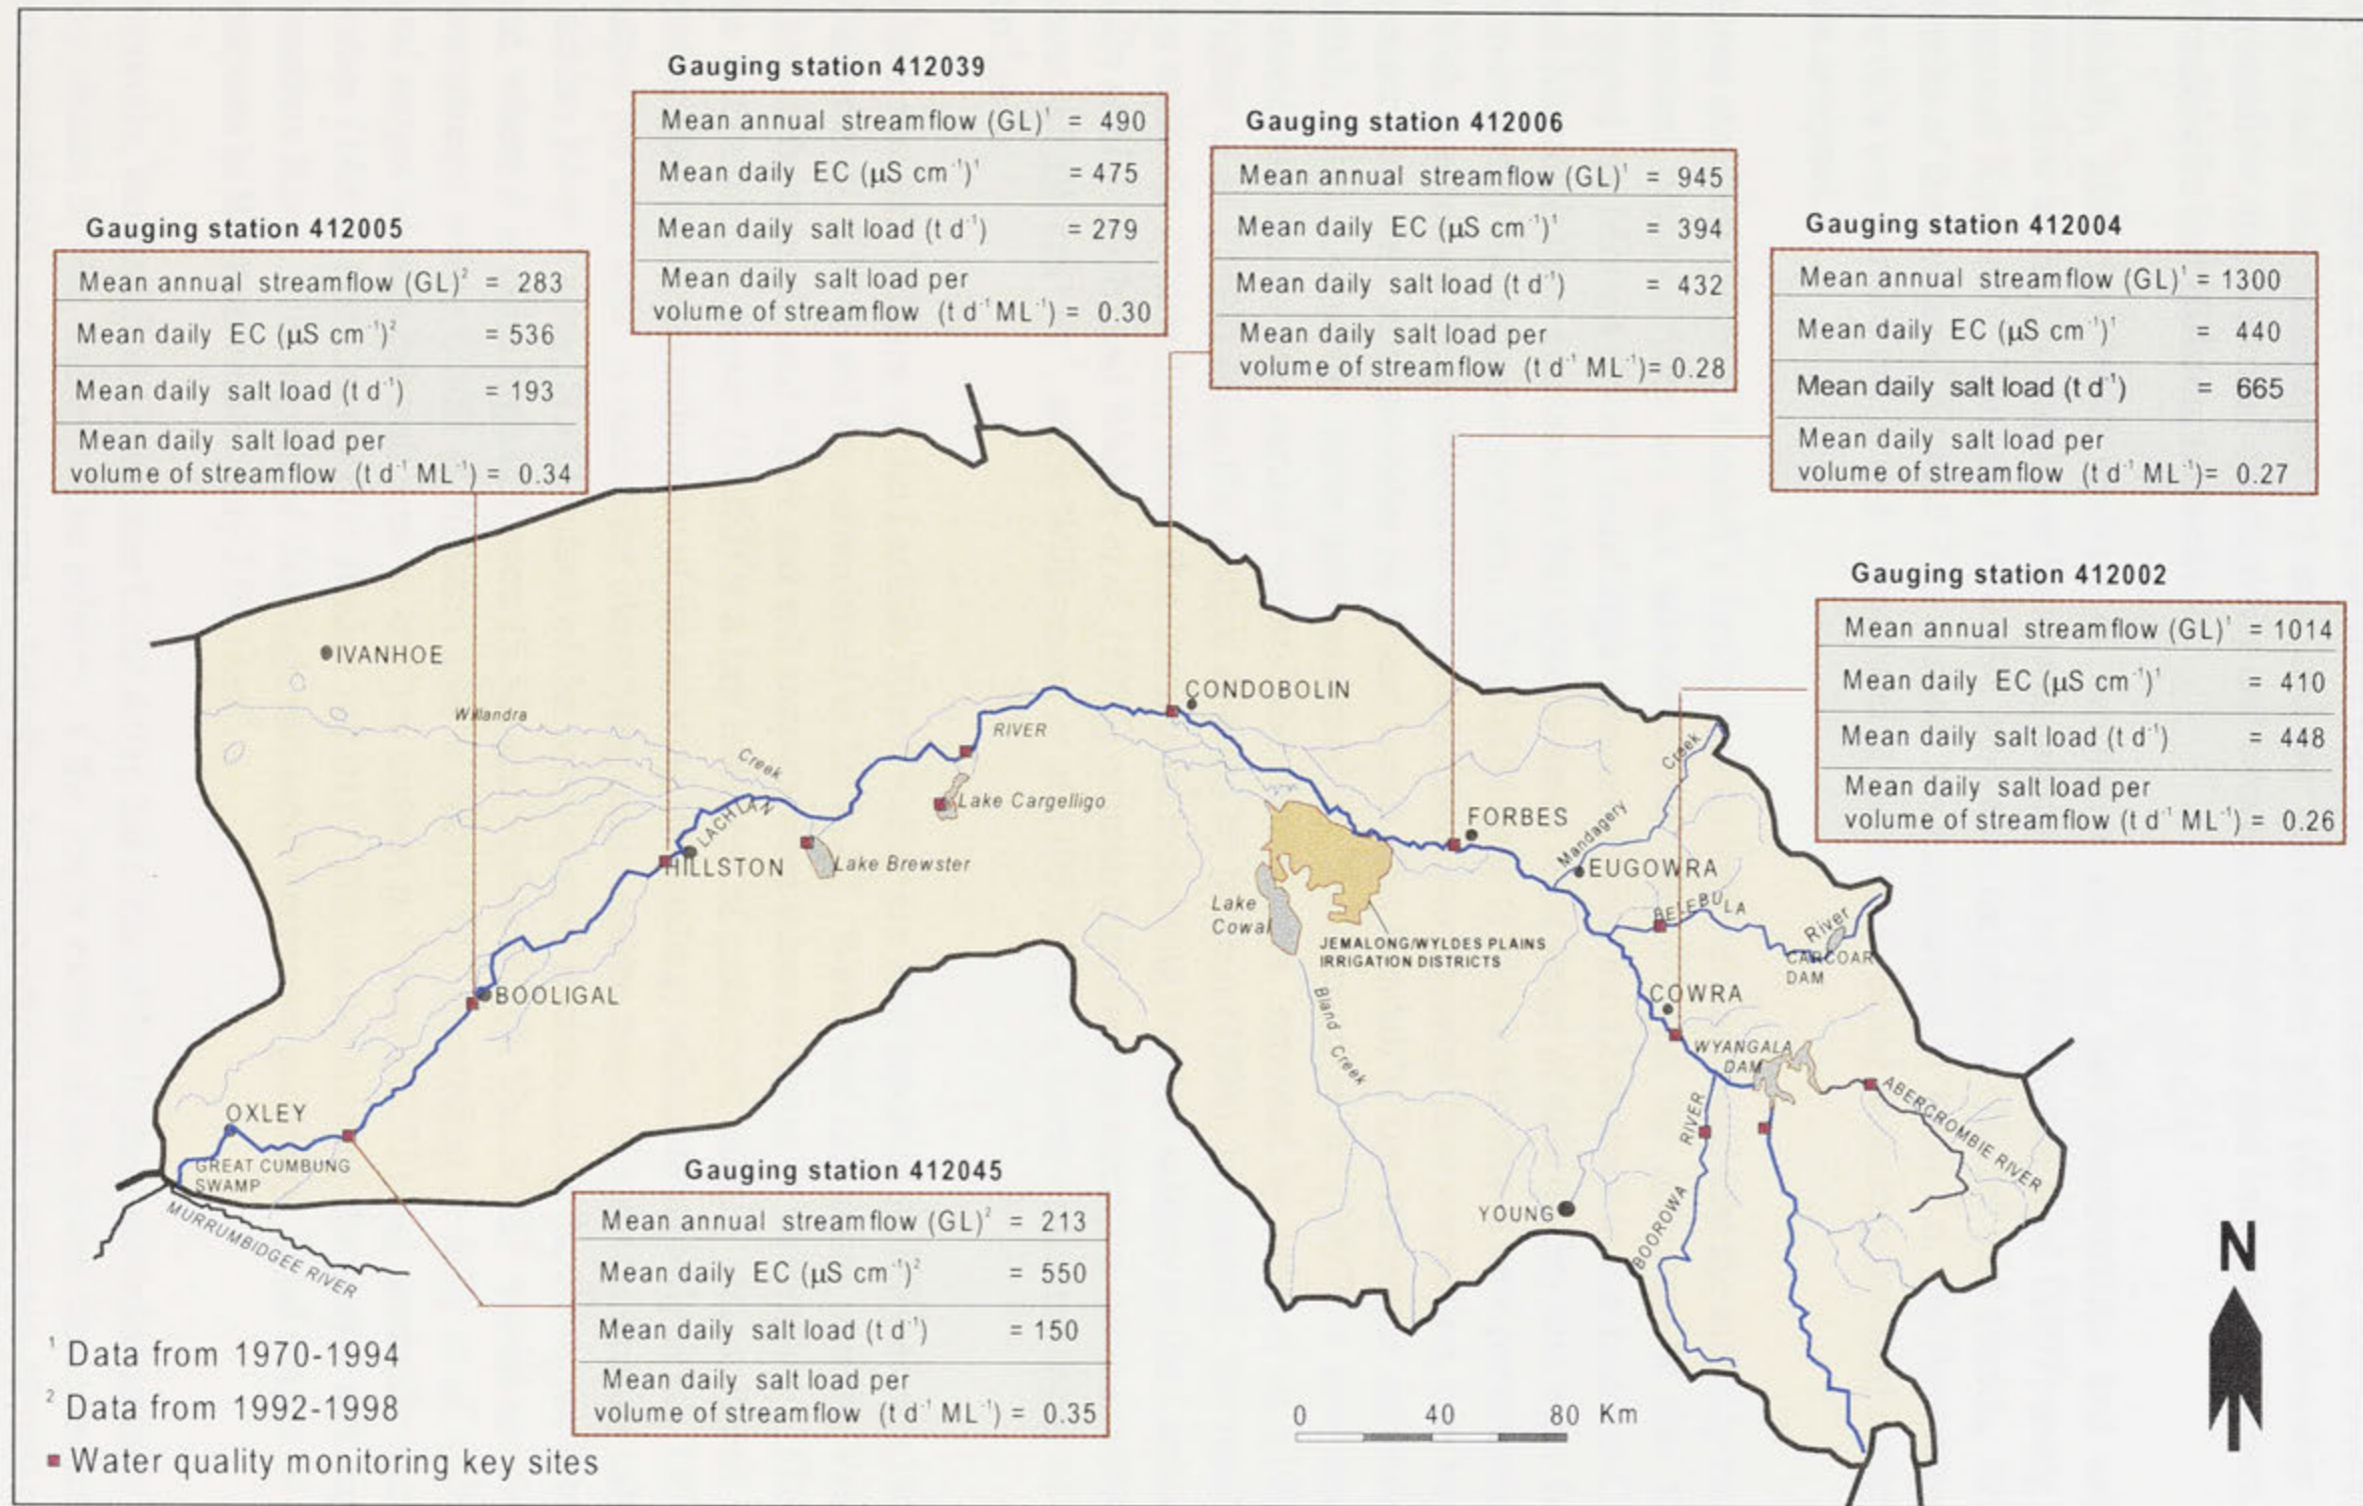 Gauging station 412039
Mean annual streamflow (GL)¹ = 490
Mean daily EC (µS cm⁻¹)¹ = 475
Mean daily salt load (t d⁻¹) = 279
Mean daily salt load per
volume of streamflow (t d⁻¹ ML⁻¹) = 0.30
Gauging station 412006
Mean annual streamflow (GL)¹ = 945
Mean daily EC (µS cm⁻¹)¹ = 394
Mean daily salt load (t d⁻¹) = 432
Mean daily salt load per
volume of streamflow (t d⁻¹ ML⁻¹)= 0.28
Gauging station 412005
Mean annual streamflow (GL)² = 283
Mean daily EC (µS cm⁻¹)² = 536
Mean daily salt load (t d⁻¹) = 193
Mean daily salt load per
volume of streamflow (t d⁻¹ ML⁻¹) = 0.34
Gauging station 412004
Mean annual streamflow (GL)¹ = 1300
Mean daily EC (µS cm⁻¹)¹ = 440
Mean daily salt load (t d⁻¹) = 665
Mean daily salt load per
volume of streamflow (t d⁻¹ ML⁻¹)= 0.27
Gauging station 412002
Mean annual streamflow (GL)¹ = 1014
Mean daily EC (µS cm⁻¹)¹ = 410
Mean daily salt load (t d⁻¹) = 448
Mean daily salt load per
volume of streamflow (t d⁻¹ ML⁻¹) = 0.26
IVANHOE
Willandra
Creek
RIVER
CONDOBOLIN
Lake Cargelligo
LACHLAN
HILLSTON
Lake Brewster
FORBES
Mandagery
Creek
EUGOWRA
BELEBULA
River
CARCOAR
DAM
Lake
Cowal
JEMALONG/WYLDES PLAINS
IRRIGATION DISTRICTS
Bland Creek
BOOLIGAL
COWRA
WYANGALA
DAM
ABERCROMBIE RIVER
RIVER
BOOROWA
YOUNG
OXLEY
GREAT CUMBUNG
SWAMP
MURRUMBIDGEE RIVER
Gauging station 412045
Mean annual streamflow (GL)² = 213
Mean daily EC (µS cm⁻¹)² = 550
Mean daily salt load (t d⁻¹) = 150
Mean daily salt load per
volume of streamflow (t d⁻¹ ML⁻¹) = 0.35
N
¹ Data from 1970-1994
² Data from 1992-1998
Water quality monitoring key sites
0 40 80 Km